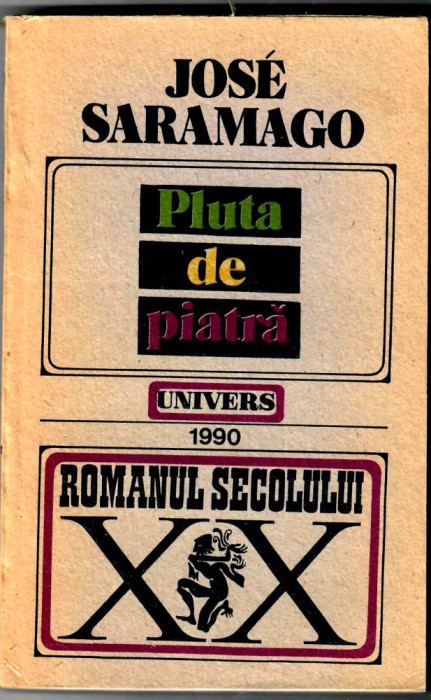 JOSÉ
SARAMAGO
Pluta
de
piatră
UNIVERS
1990
ROMANUL SECOLULUI
XX